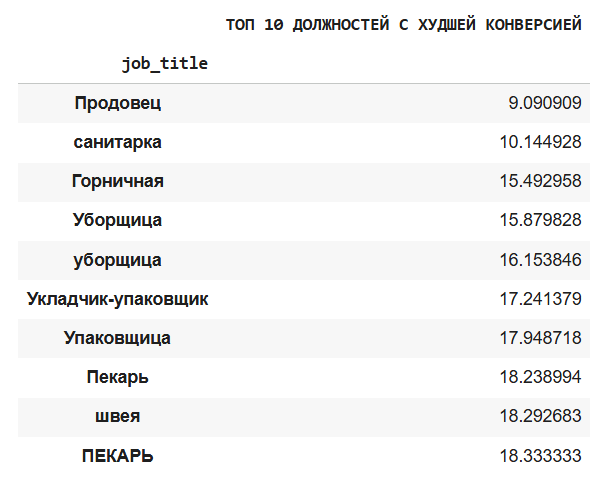 ТОП 10 ДОЛЖНОСТЕЙ С ХУДШЕЙ КОНВЕРСИЕЙ
job_title
Продовец 9.090909
санитарка 10.144928
Горничная 15.492958
Уборщица 15.879828
уборщица 16.153846
Укладчик-упаковщик 17.241379
Упаковщица 17.948718
Пекарь 18.238994
швея 18.292683
ПЕКАРЬ 18.333333